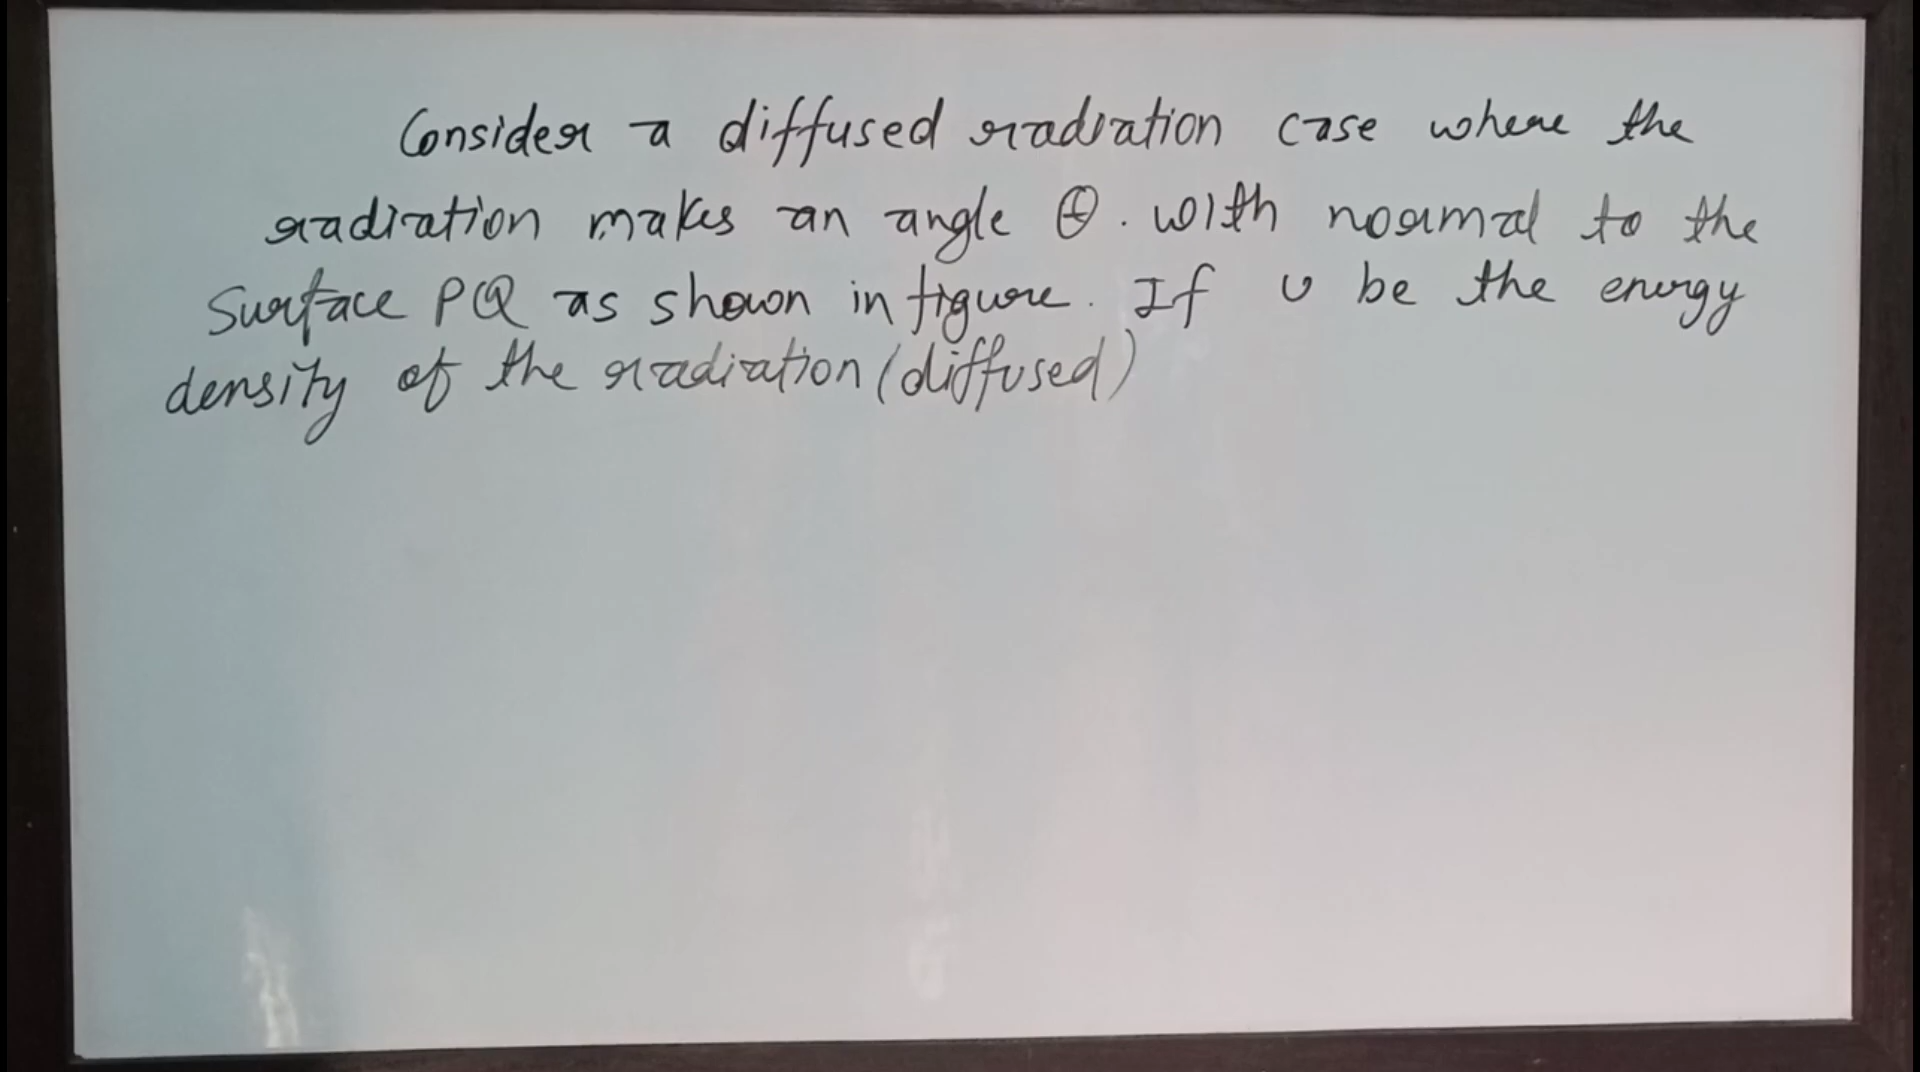 Consider a diffused radiation case where the
radiation makes an angle θ. with normal to the
Surface PQ as shown in figure. If u be the energy
density of the radiation (diffused)